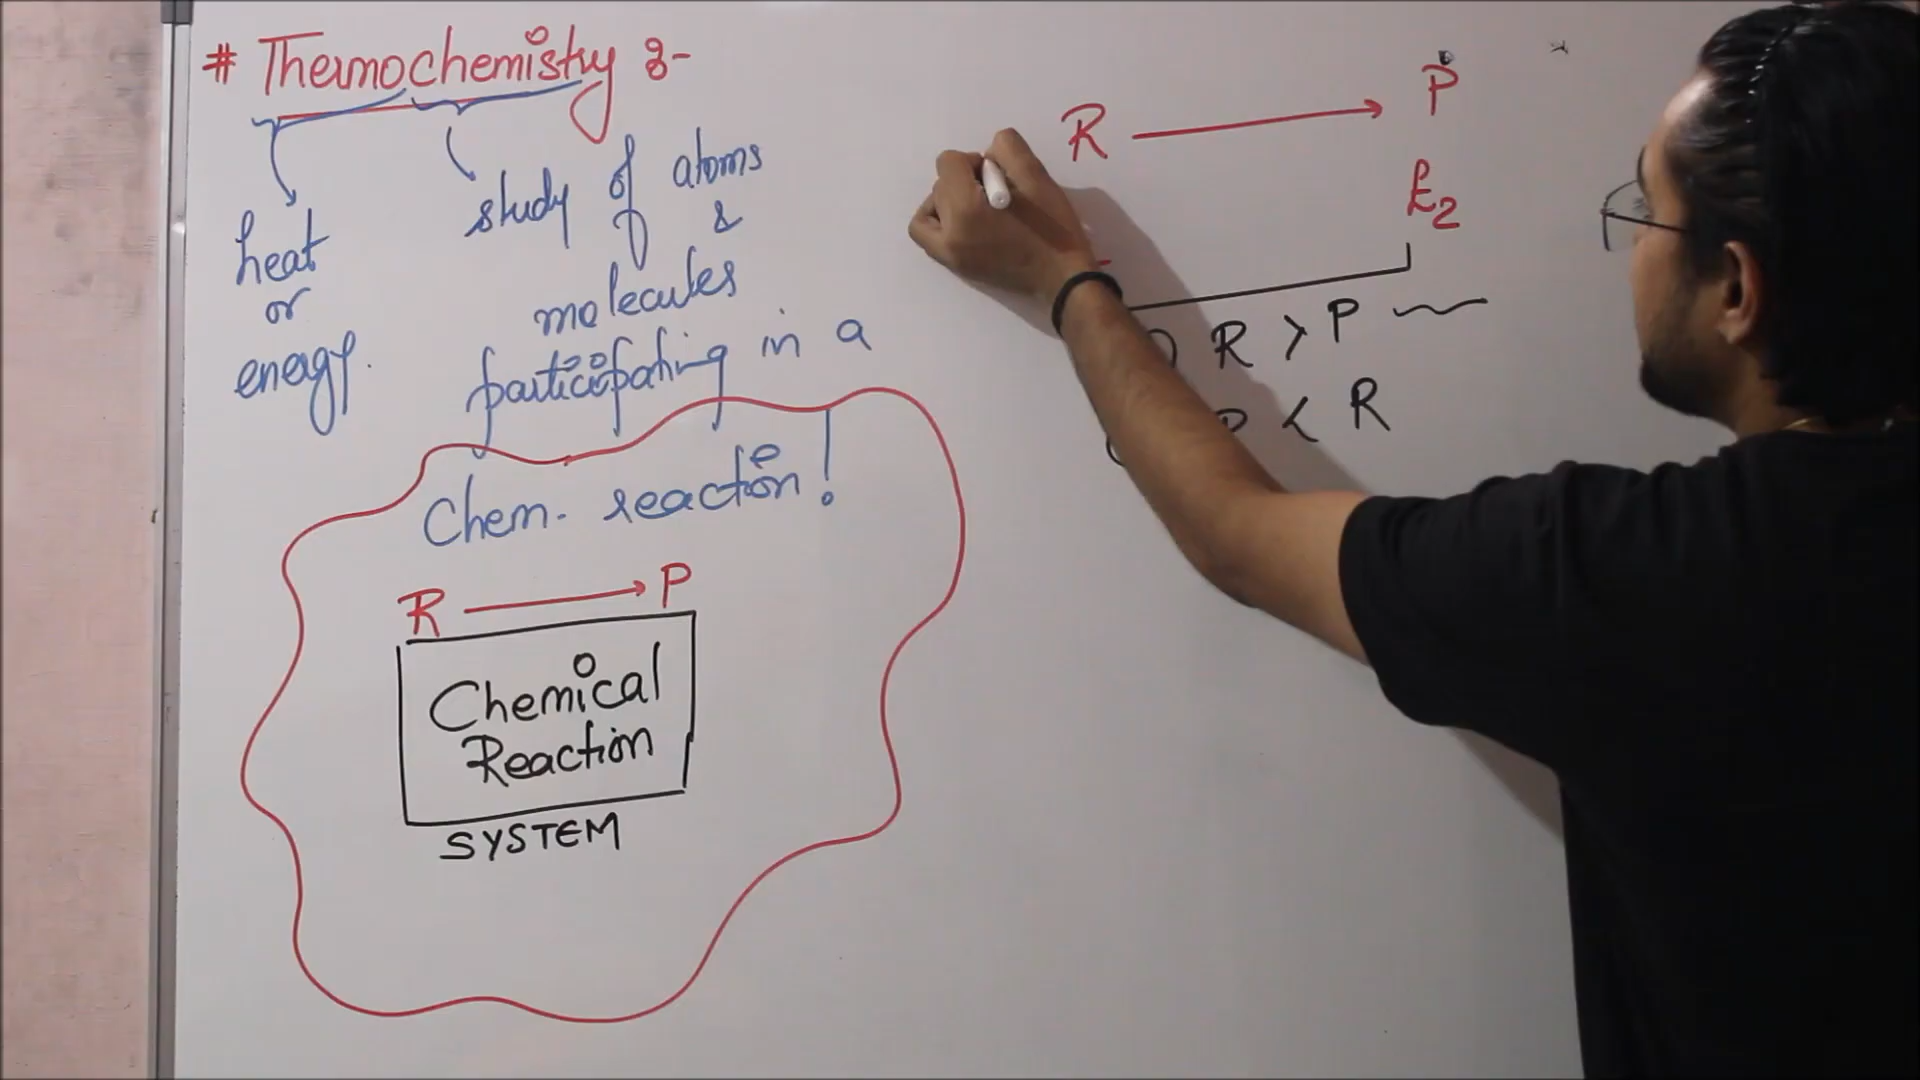 # Thermochemistry :-
heat
or
energy.
study of atoms
&
molecules
participating in a
Chem. reaction!
R → P
Chemical
Reaction
SYSTEM
R → P
E2
R > P
< R